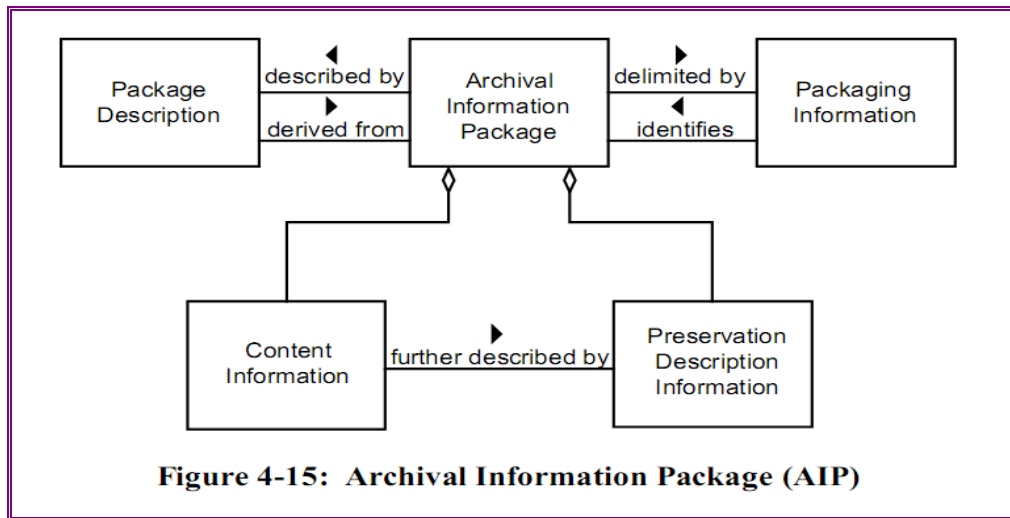 Package
Description
described by
derived from
Archival
Information
Package
delimited by
identifies
Packaging
Information
Content
Information
further described by
Preservation
Description
Information
Figure 4-15: Archival Information Package (AIP)